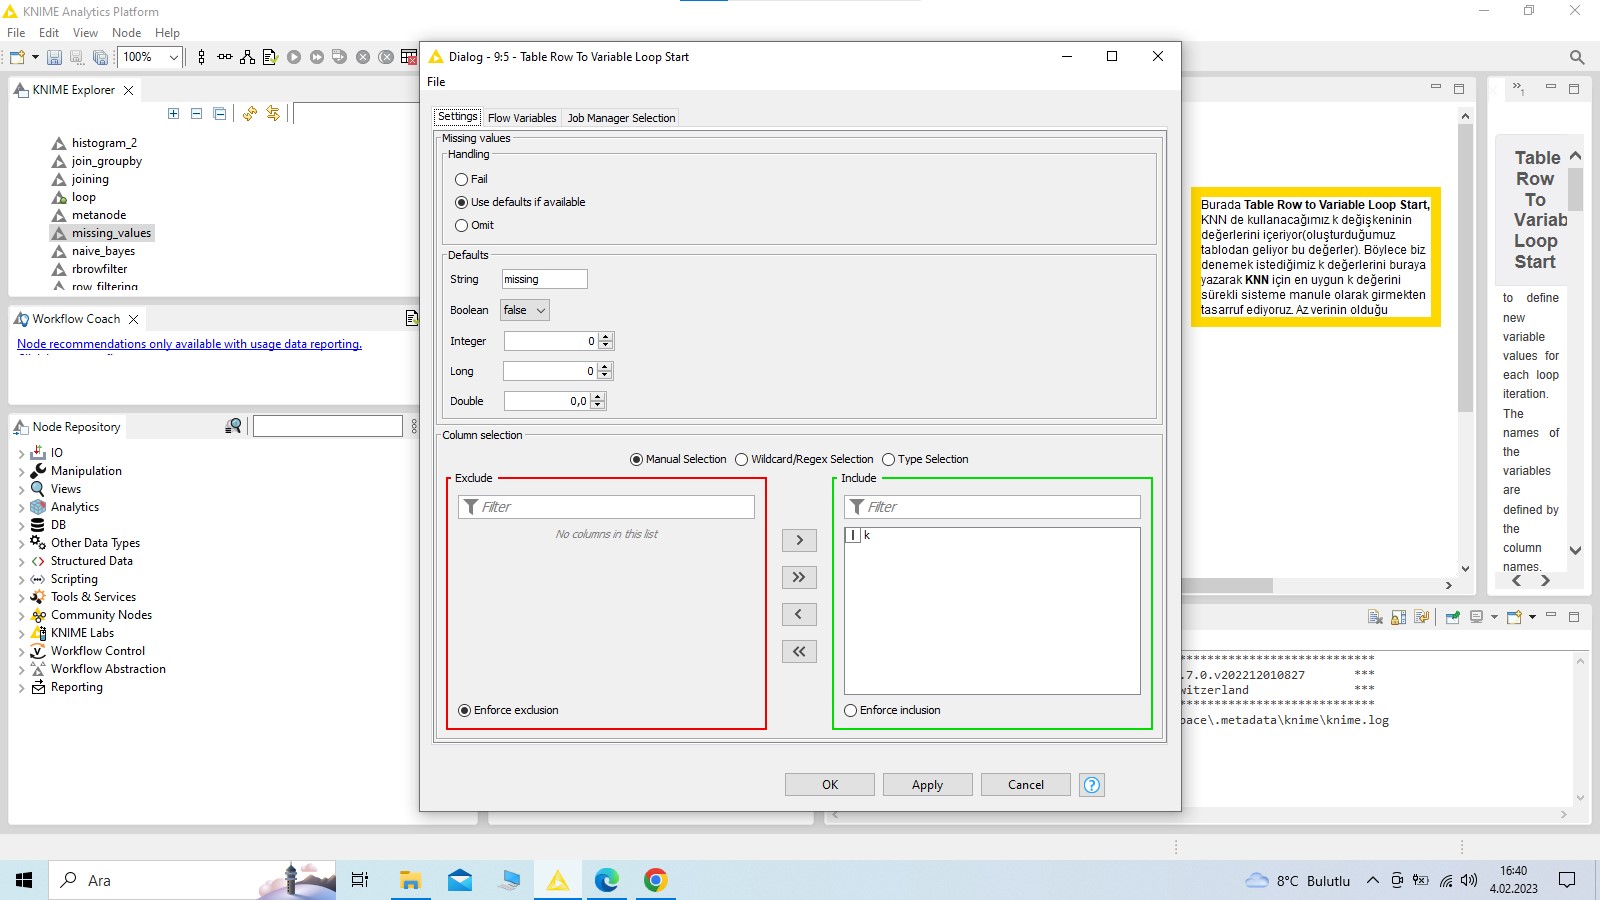 KNIME Analytics Platform
File Edit View Node Help
100%
KNIME Explorer
histogram_2
join_groupby
joining
loop
metanode
missing_values
naive_bayes
rbrowfilter
row_filtering
Workflow Coach
Node recommendations only available with usage data reporting.
Node Repository
IO
Manipulation
Views
Analytics
DB
Other Data Types
Structured Data
Scripting
Tools & Services
Community Nodes
KNIME Labs
Workflow Control
Workflow Abstraction
Reporting
Dialog - 9:5 - Table Row To Variable Loop Start
File
Settings Flow Variables Job Manager Selection
Missing values
Handling
Fail
Use defaults if available
Omit
Defaults
String missing
Boolean false
Integer 0
Long 0
Double 0,0
Column selection
Manual Selection Wildcard/Regex Selection Type Selection
Exclude
Filter
No columns in this list
Enforce exclusion
>
>>
<
<<
Include
Filter
I k
Enforce inclusion
OK Apply Cancel ?
Burada Table Row to Variable Loop Start,
KNN de kullanacağımız k değişkeninin
değerlerini içeriyor(oluşturduğumuz
tablodan geliyor bu değerler). Böylece biz
denemek istediğimiz k değerlerini buraya
yazarak KNN için en uygun k değerini
sürekli sisteme manule olarak girmekten
tasarruf ediyoruz. Az verinin olduğu
»1
Table
Row
To
Variab
Loop
Start
to define
new
variable
values for
each loop
iteration.
The
names of
the
variables
are
defined by
the
column
names.
****************************
.7.0.v202212010827 ***
witzerland ***
****************************
pace\.metadata\knime\knime.log
Ara
8°C Bulutlu
16:40
4.02.2023